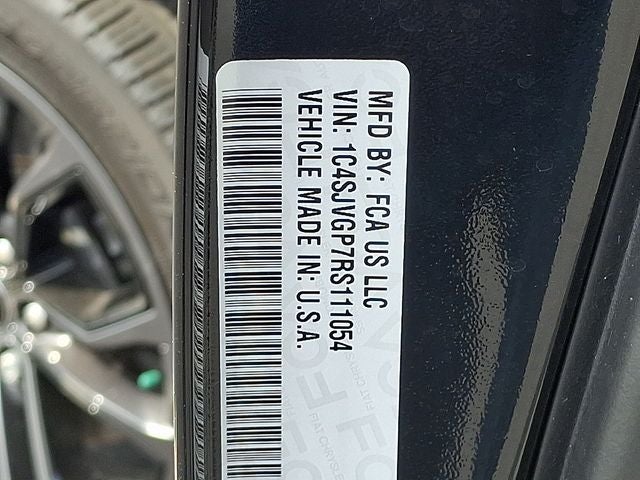 MFD BY: FCA US LLC
VIN: 1C4SJVGP7RS111054
VEHICLE MADE IN: U.S.A.